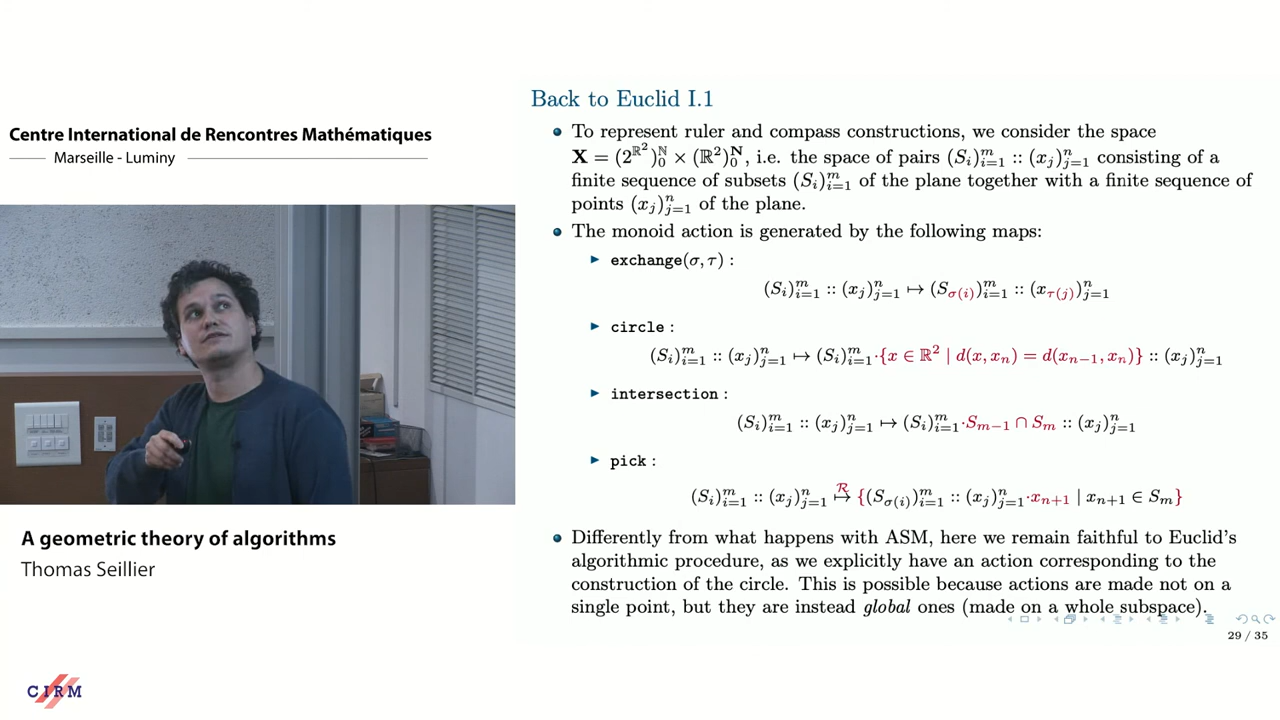 Centre International de Rencontres Mathématiques
Marseille - Luminy
A geometric theory of algorithms
Thomas Seillier
CIRM
Back to Euclid I.1
• To represent ruler and compass constructions, we consider the space
X = (2^{ℝ²})₀^ℕ × (ℝ²)₀^N, i.e. the space of pairs (S_i)_{i=1}^m :: (x_j)_{j=1}^n consisting of a
finite sequence of subsets (S_i)_{i=1}^m of the plane together with a finite sequence of
points (x_j)_{j=1}^n of the plane.
• The monoid action is generated by the following maps:
▶ exchange(σ, τ) :
(S_i)_{i=1}^m :: (x_j)_{j=1}^n ↦ (S_{σ(i)})_{i=1}^m :: (x_{τ(j)})_{j=1}^n
▶ circle :
(S_i)_{i=1}^m :: (x_j)_{j=1}^n ↦ (S_i)_{i=1}^m·{x ∈ ℝ² | d(x, x_n) = d(x_{n−1}, x_n)} :: (x_j)_{j=1}^n
▶ intersection :
(S_i)_{i=1}^m :: (x_j)_{j=1}^n ↦ (S_i)_{i=1}^m·S_{m−1} ∩ S_m :: (x_j)_{j=1}^n
▶ pick :
(S_i)_{i=1}^m :: (x_j)_{j=1}^n ↦^ℛ {(S_{σ(i)})_{i=1}^m :: (x_j)_{j=1}^n·x_{n+1} | x_{n+1} ∈ S_m}
• Differently from what happens with ASM, here we remain faithful to Euclid's
algorithmic procedure, as we explicitly have an action corresponding to the
construction of the circle. This is possible because actions are made not on a
single point, but they are instead global ones (made on a whole subspace).
29 / 35